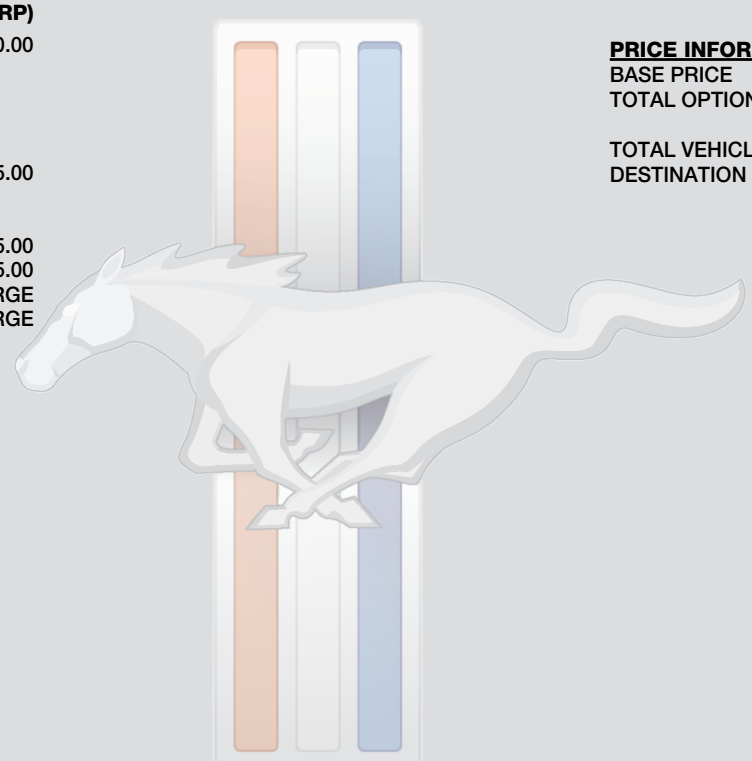 RP)
0.00
5.00
5.00
5.00
RGE
RGE
PRICE INFOR
BASE PRICE
TOTAL OPTION
TOTAL VEHICL
DESTINATION